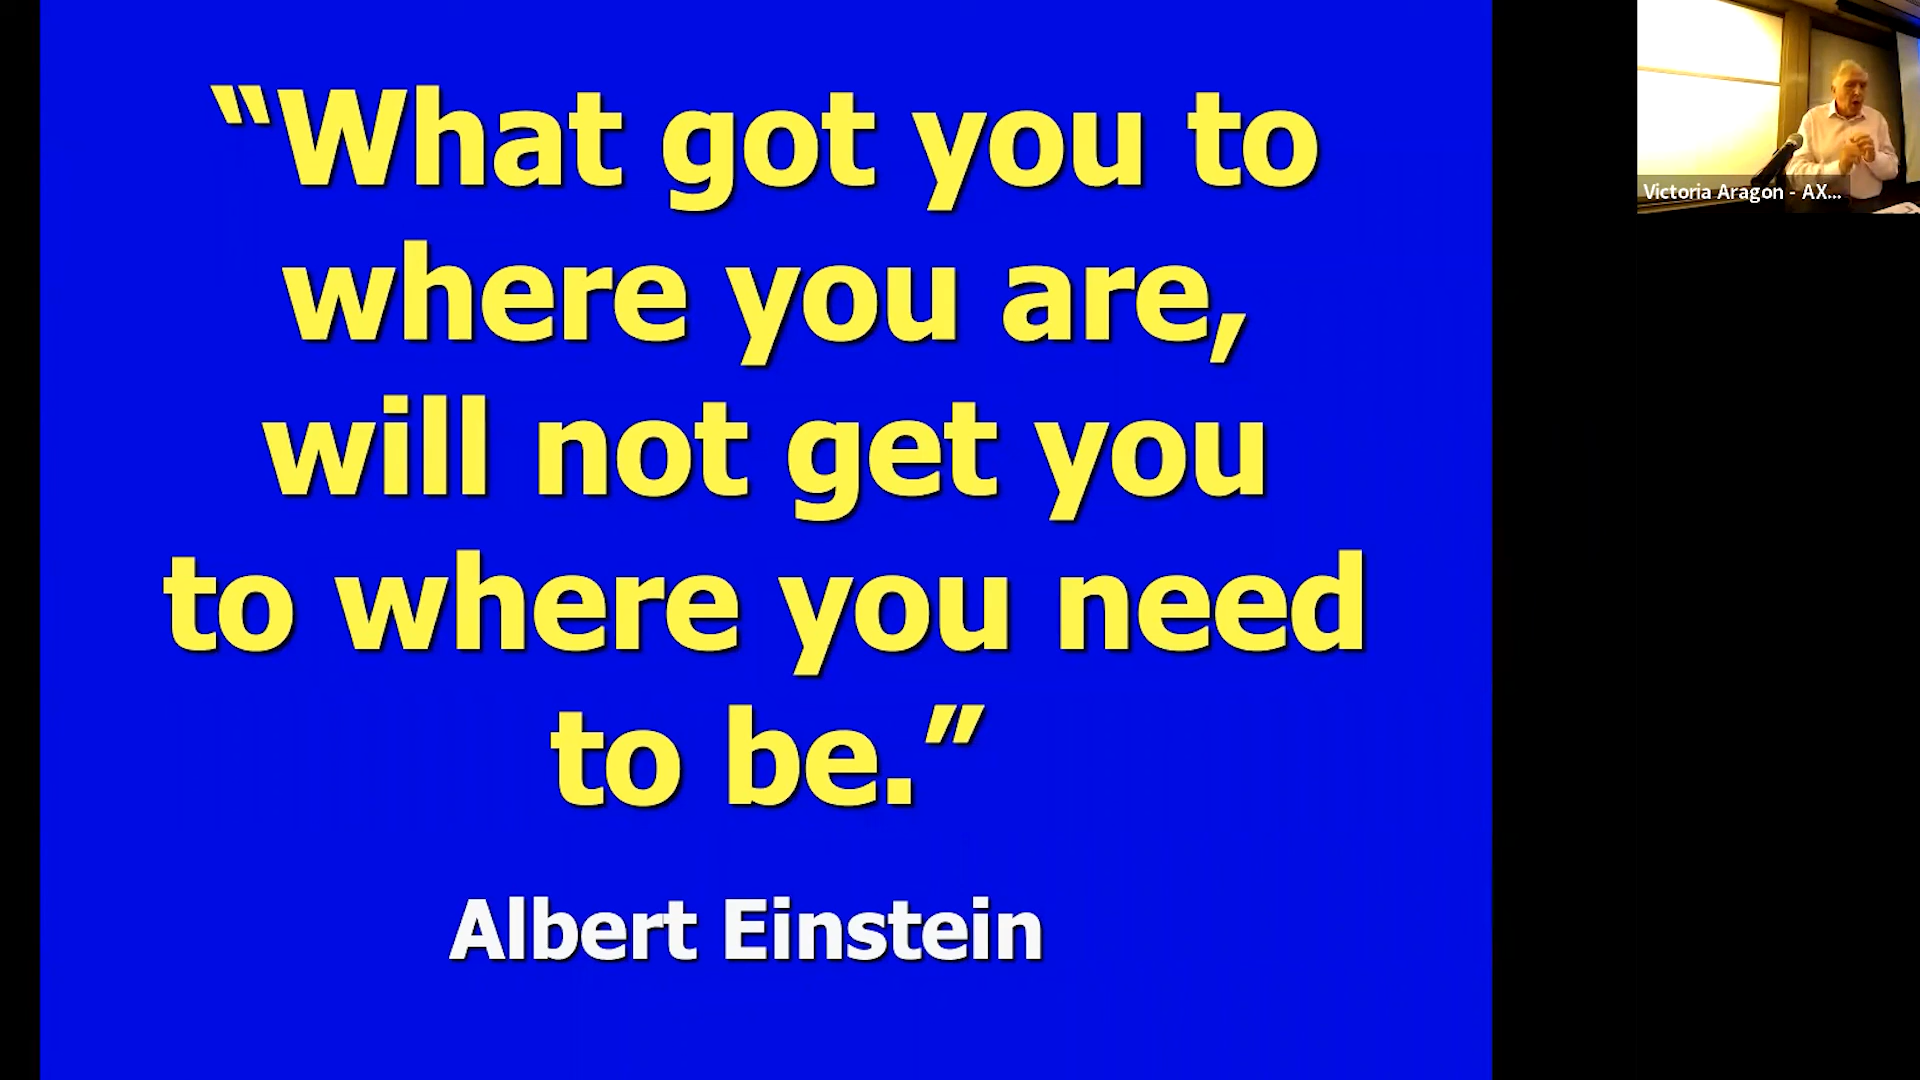 “What got you to
where you are,
will not get you
to where you need
to be.”
Albert Einstein
Victoria Aragon - AX...